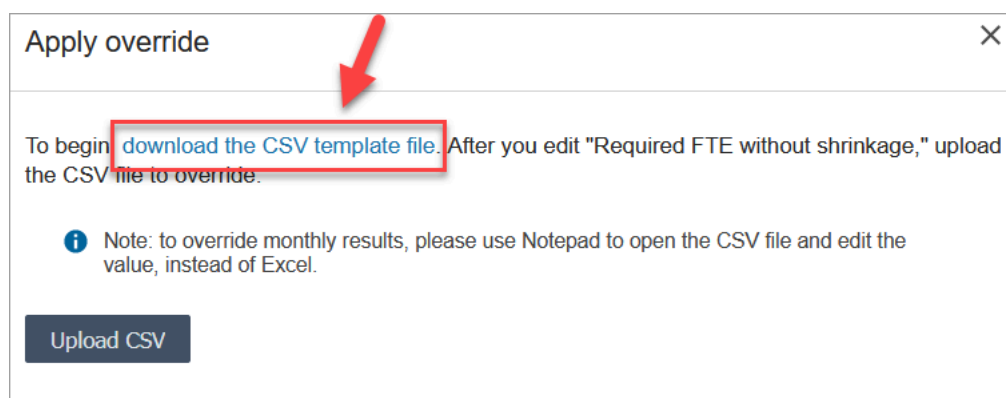 Apply override
To begin download the CSV template file. After you edit "Required FTE without shrinkage," upload
the CSV file to override.
Note: to override monthly results, please use Notepad to open the CSV file and edit the
value, instead of Excel.
Upload CSV